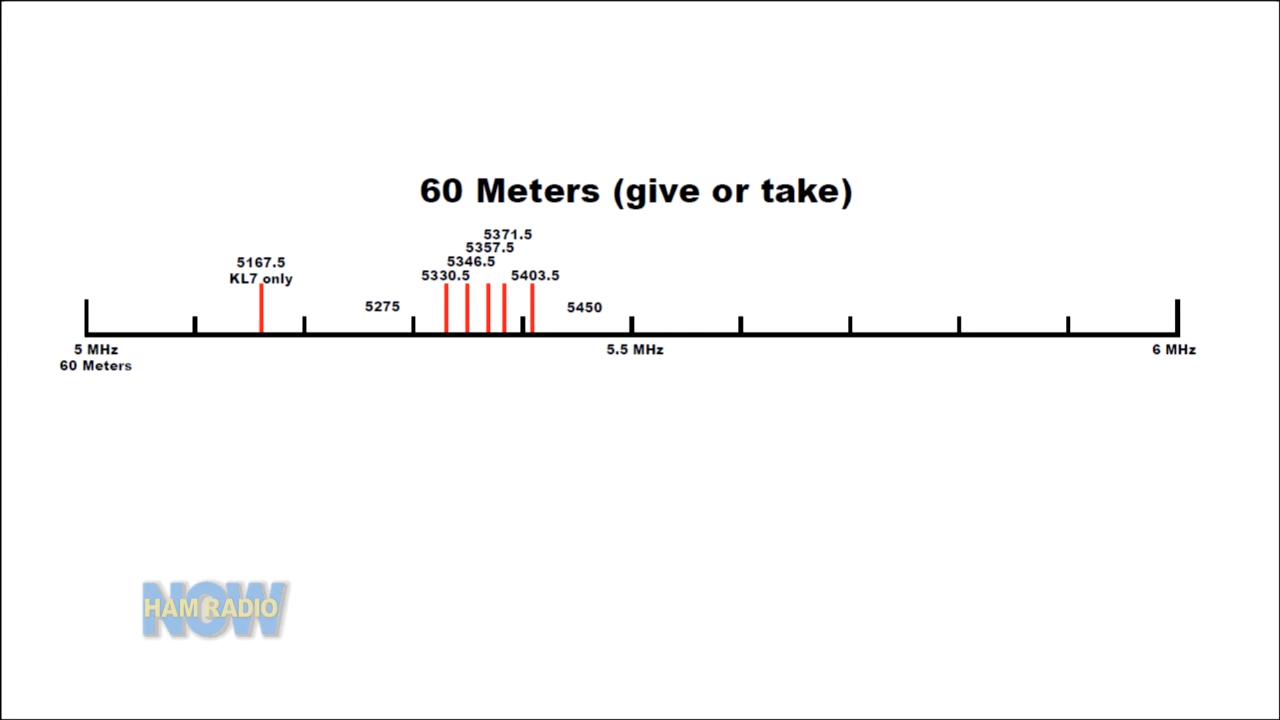 60 Meters (give or take)
5371.5
5357.5
5167.5
5346.5
KL7 only
5330.5
5403.5
5275
5450
5 MHz
5.5 MHz
6 MHz
60 Meters
NOW
HAM RADIO